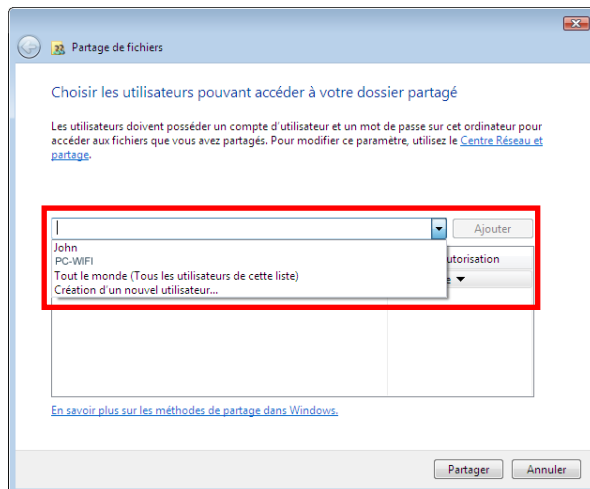 Partage de fichiers
Choisir les utilisateurs pouvant accéder à votre dossier partagé
Les utilisateurs doivent posséder un compte d'utilisateur et un mot de passe sur cet ordinateur pour
accéder aux fichiers que vous avez partagés. Pour modifier ce paramètre, utilisez le Centre Réseau et
partage.
Ajouter
John
PC-WIFI
utorisation
Tout le monde (Tous les utilisateurs de cette liste)
Création d'un nouvel utilisateur...
En savoir plus sur les méthodes de partage dans Windows.
Partager Annuler